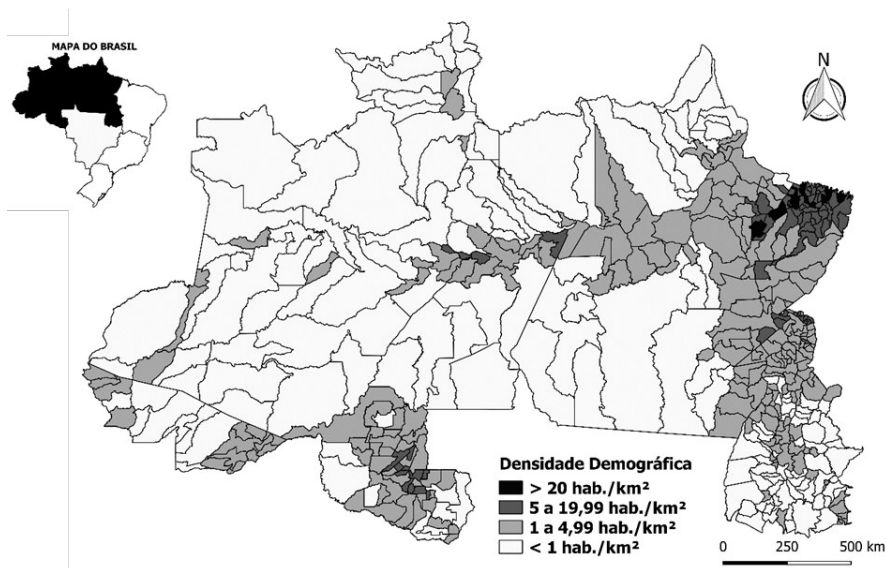 MAPA DO BRASIL
N
Densidade Demográfica
> 20 hab./km²
5 a 19,99 hab./km²
1 a 4,99 hab./km²
< 1 hab./km²
0 250 500 km